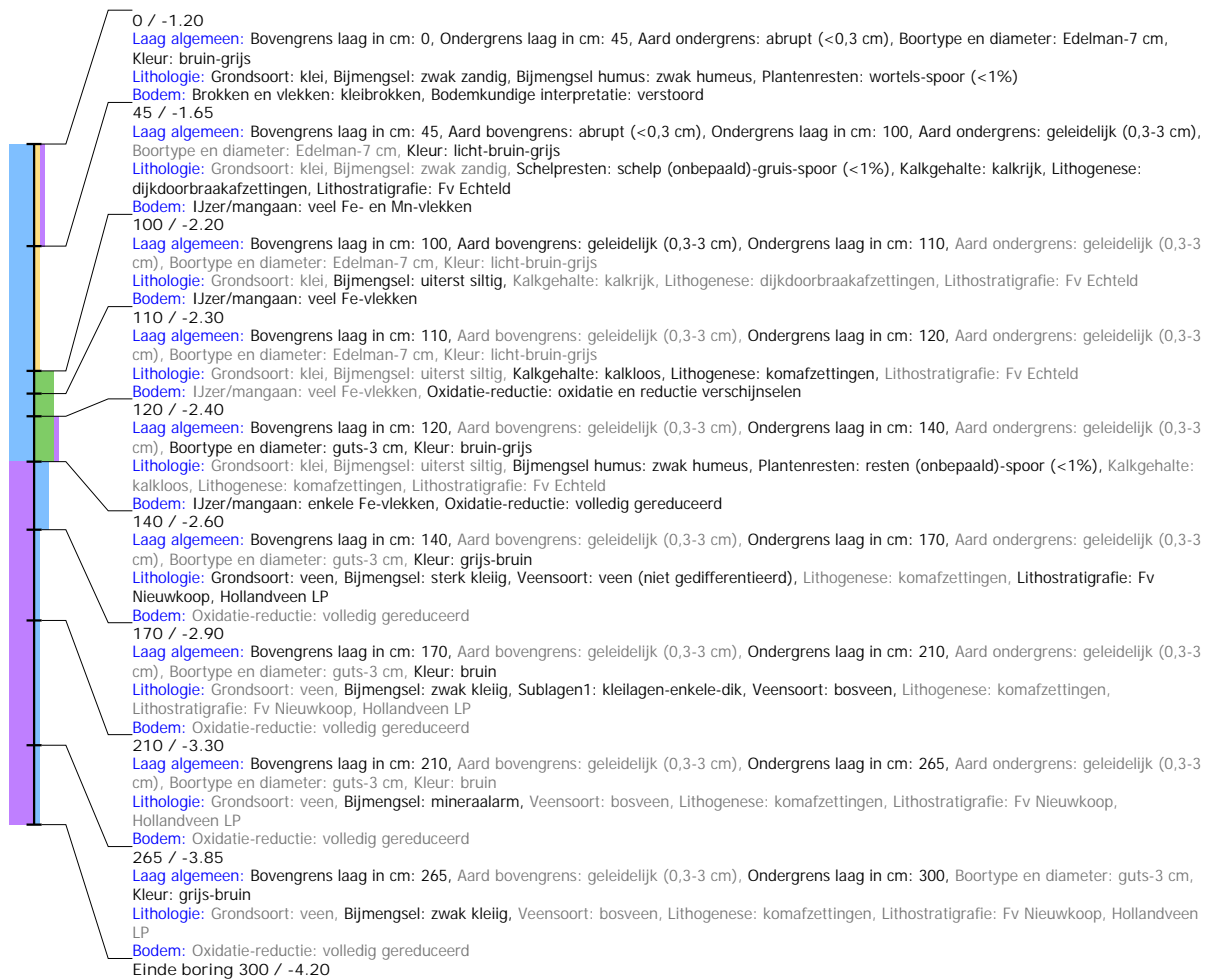 0 / -1.20
Laag algemeen: Bovengrens laag in cm: 0, Ondergrens laag in cm: 45, Aard ondergrens: abrupt (<0,3 cm), Boortype en diameter: Edelman-7 cm,
Kleur: bruin-grijs
Lithologie: Grondsoort: klei, Bijmengsel: zwak zandig, Bijmengsel humus: zwak humeus, Plantenresten: wortels-spoor (<1%)
Bodem: Brokken en vlekken: kleibrokken, Bodemkundige interpretatie: verstoord
45 / -1.65
Laag algemeen: Bovengrens laag in cm: 45, Aard bovengrens: abrupt (<0,3 cm), Ondergrens laag in cm: 100, Aard ondergrens: geleidelijk (0,3-3 cm),
Boortype en diameter: Edelman-7 cm, Kleur: licht-bruin-grijs
Lithologie: Grondsoort: klei, Bijmengsel: zwak zandig, Schelpresten: schelp (onbepaald)-gruis-spoor (<1%), Kalkgehalte: kalkrijk, Lithogenese:
dijkdoorbraakafzettingen, Lithostratigrafie: Fv Echteld
Bodem: IJzer/mangaan: veel Fe- en Mn-vlekken
100 / -2.20
Laag algemeen: Bovengrens laag in cm: 100, Aard bovengrens: geleidelijk (0,3-3 cm), Ondergrens laag in cm: 110, Aard ondergrens: geleidelijk (0,3-3
cm), Boortype en diameter: Edelman-7 cm, Kleur: licht-bruin-grijs
Lithologie: Grondsoort: klei, Bijmengsel: uiterst siltig, Kalkgehalte: kalkrijk, Lithogenese: dijkdoorbraakafzettingen, Lithostratigrafie: Fv Echteld
Bodem: IJzer/mangaan: veel Fe-vlekken
110 / -2.30
Laag algemeen: Bovengrens laag in cm: 110, Aard bovengrens: geleidelijk (0,3-3 cm), Ondergrens laag in cm: 120, Aard ondergrens: geleidelijk (0,3-3
cm), Boortype en diameter: Edelman-7 cm, Kleur: licht-bruin-grijs
Lithologie: Grondsoort: klei, Bijmengsel: uiterst siltig, Kalkgehalte: kalkloos, Lithogenese: komafzettingen, Lithostratigrafie: Fv Echteld
Bodem: IJzer/mangaan: veel Fe-vlekken, Oxidatie-reductie: oxidatie en reductie verschijnselen
120 / -2.40
Laag algemeen: Bovengrens laag in cm: 120, Aard bovengrens: geleidelijk (0,3-3 cm), Ondergrens laag in cm: 140, Aard ondergrens: geleidelijk (0,3-3
cm), Boortype en diameter: guts-3 cm, Kleur: bruin-grijs
Lithologie: Grondsoort: klei, Bijmengsel: uiterst siltig, Bijmengsel humus: zwak humeus, Plantenresten: resten (onbepaald)-spoor (<1%), Kalkgehalte:
kalkloos, Lithogenese: komafzettingen, Lithostratigrafie: Fv Echteld
Bodem: IJzer/mangaan: enkele Fe-vlekken, Oxidatie-reductie: volledig gereduceerd
140 / -2.60
Laag algemeen: Bovengrens laag in cm: 140, Aard bovengrens: geleidelijk (0,3-3 cm), Ondergrens laag in cm: 170, Aard ondergrens: geleidelijk (0,3-3
cm), Boortype en diameter: guts-3 cm, Kleur: grijs-bruin
Lithologie: Grondsoort: veen, Bijmengsel: sterk kleiig, Veensoort: veen (niet gedifferentieerd), Lithogenese: komafzettingen, Lithostratigrafie: Fv
Nieuwkoop, Hollandveen LP
Bodem: Oxidatie-reductie: volledig gereduceerd
170 / -2.90
Laag algemeen: Bovengrens laag in cm: 170, Aard bovengrens: geleidelijk (0,3-3 cm), Ondergrens laag in cm: 210, Aard ondergrens: geleidelijk (0,3-3
cm), Boortype en diameter: guts-3 cm, Kleur: bruin
Lithologie: Grondsoort: veen, Bijmengsel: zwak kleiig, Sublagen1: kleilagen-enkele-dik, Veensoort: bosveen, Lithogenese: komafzettingen,
Lithostratigrafie: Fv Nieuwkoop, Hollandveen LP
Bodem: Oxidatie-reductie: volledig gereduceerd
210 / -3.30
Laag algemeen: Bovengrens laag in cm: 210, Aard bovengrens: geleidelijk (0,3-3 cm), Ondergrens laag in cm: 265, Aard ondergrens: geleidelijk (0,3-3
cm), Boortype en diameter: guts-3 cm, Kleur: bruin
Lithologie: Grondsoort: veen, Bijmengsel: mineraalarm, Veensoort: bosveen, Lithogenese: komafzettingen, Lithostratigrafie: Fv Nieuwkoop,
Hollandveen LP
Bodem: Oxidatie-reductie: volledig gereduceerd
265 / -3.85
Laag algemeen: Bovengrens laag in cm: 265, Aard bovengrens: geleidelijk (0,3-3 cm), Ondergrens laag in cm: 300, Boortype en diameter: guts-3 cm,
Kleur: grijs-bruin
Lithologie: Grondsoort: veen, Bijmengsel: zwak kleiig, Veensoort: bosveen, Lithogenese: komafzettingen, Lithostratigrafie: Fv Nieuwkoop, Hollandveen
LP
Bodem: Oxidatie-reductie: volledig gereduceerd
Einde boring 300 / -4.20